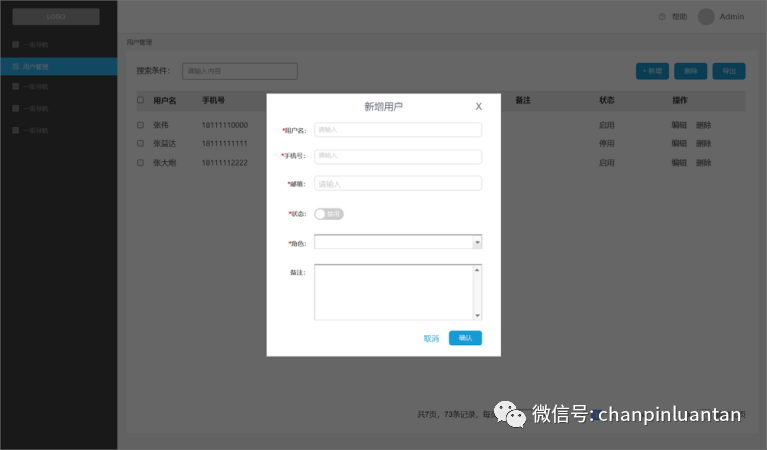 LOGO
帮助 Admin
一级导航
用户管理
用户管理
一级导航
一级导航
一级导航
搜索条件： 请输入内容 + 新增 删除 导出
用户名 手机号 备注 状态 操作
张伟 18111110000 启用 编辑 删除
张益达 18111111111 停用 编辑 删除
张大炮 18111112222 启用 编辑 删除
新增用户 X
*用户名： 请输入
*手机号： 请输入
*邮箱： 请输入
*状态： 启用
*角色：
备注：
取消 确认
共7页，73条记录，每 页
微信号: chanpinluantan